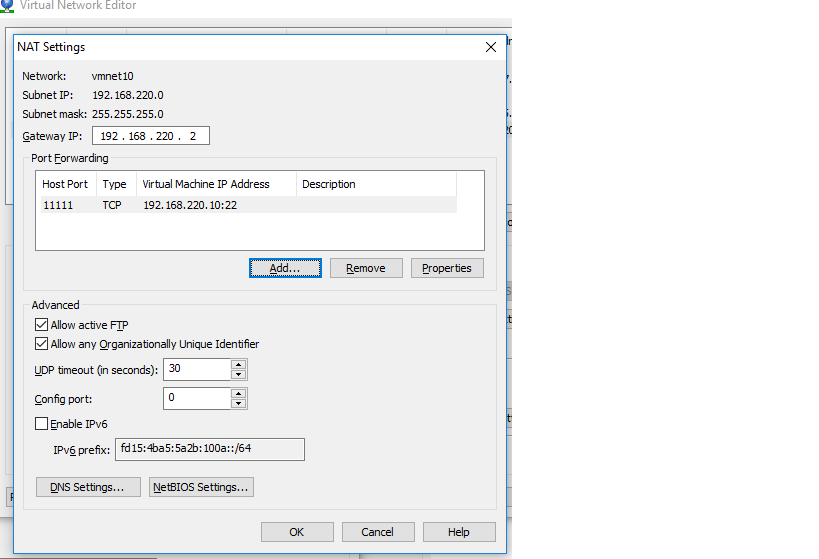 Virtual Network Editor
NAT Settings
Network: vmnet10
Subnet IP: 192.168.220.0
Subnet mask: 255.255.255.0
Gateway IP: 192 . 168 . 220 . 2
Port Forwarding
Host Port Type Virtual Machine IP Address Description
11111 TCP 192.168.220.10:22
Add... Remove Properties
Advanced
Allow active FTP
Allow any Organizationally Unique Identifier
UDP timeout (in seconds): 30
Config port: 0
Enable IPv6
IPv6 prefix: fd15:4ba5:5a2b:100a::/64
DNS Settings... NetBIOS Settings...
OK Cancel Help